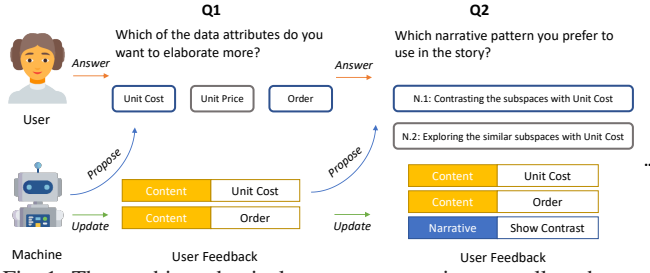 Q1
Which of the data attributes do you
want to elaborate more?
Answer
Unit Cost
Unit Price
Order
User
Propose
Content
Unit Cost
Content
Order
Update
Machine
User Feedback
Q2
Which narrative pattern you prefer to
use in the story?
Answer
N.1: Contrasting the subspaces with Unit Cost
N.2: Exploring the similar subspaces with Unit Cost
Propose
Content
Unit Cost
Content
Order
Narrative
Show Contrast
Update
User Feedback
..